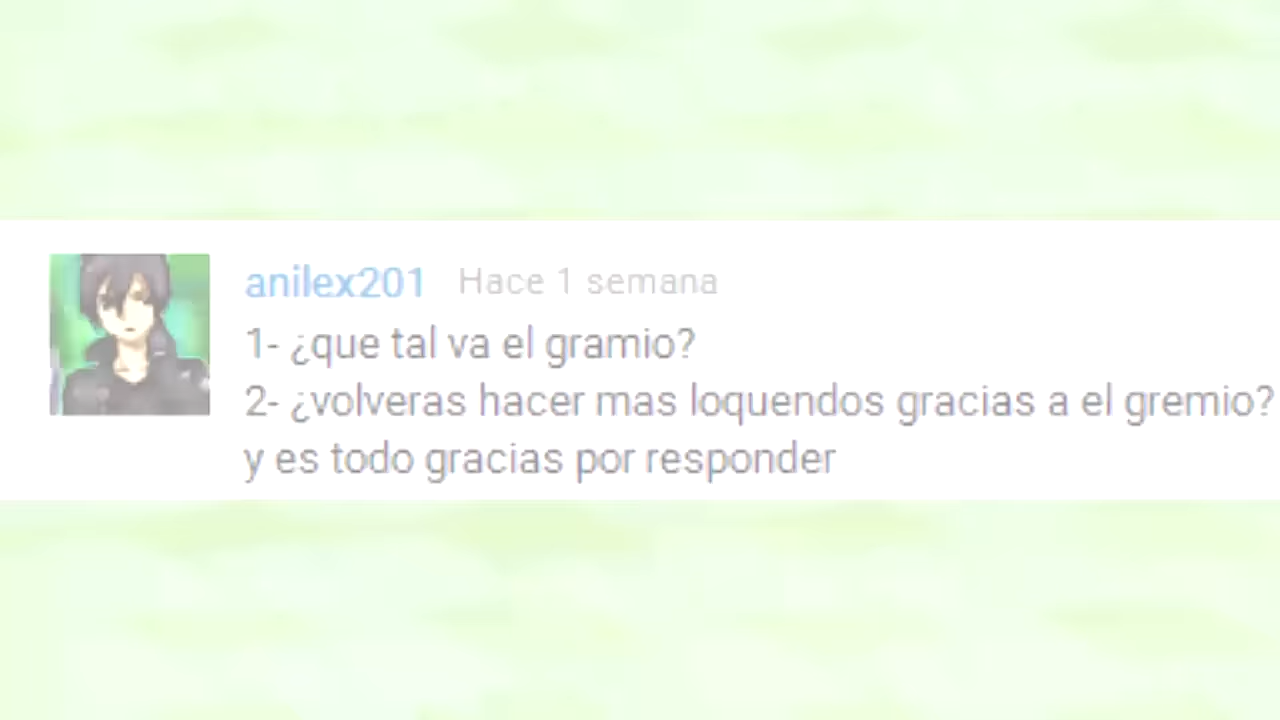 anilex201 Hace 1 semana
1- ¿que tal va el gramio?
2- ¿volveras hacer mas loquendos gracias a el gremio?
y es todo gracias por responder